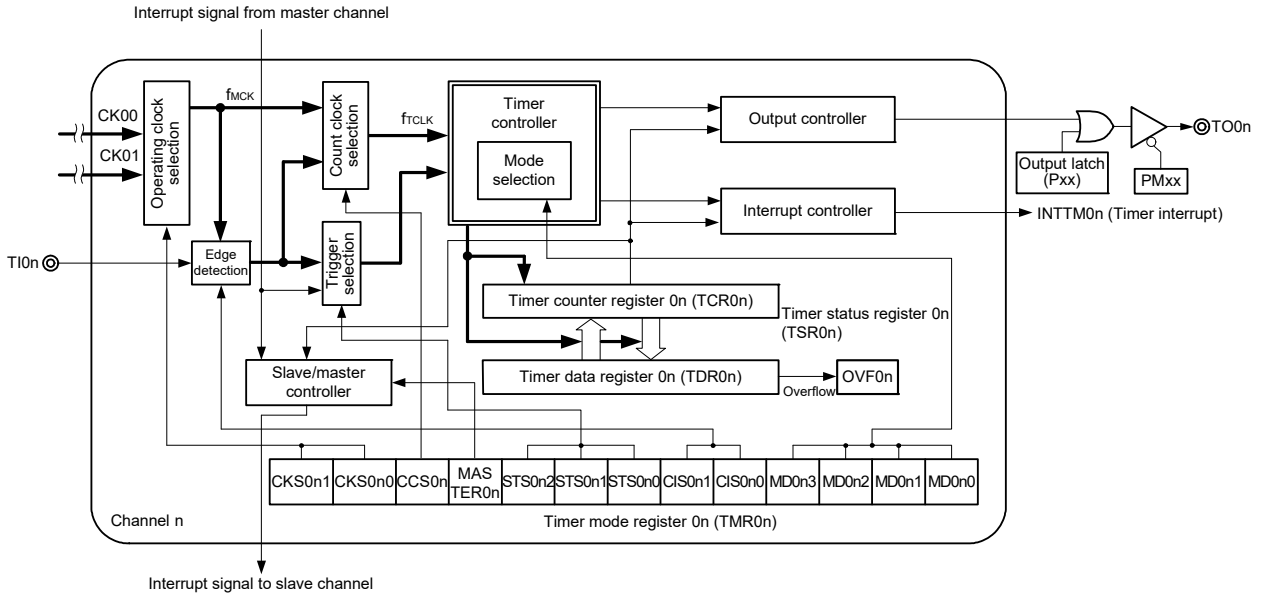 Interrupt signal from master channel
CK00
CK01
Operating clock
selection
fMCK
Count clock
selection
fTCLK
Timer
controller
Mode
selection
Output controller
Output latch
(Pxx)
PMxx
TO0n
Interrupt controller
INTTM0n (Timer interrupt)
TI0n
Edge
detection
Trigger
selection
Timer counter register 0n (TCR0n)
Timer status register 0n
(TSR0n)
Slave/master
controller
Timer data register 0n (TDR0n)
Overflow
OVF0n
CKS0n1 CKS0n0 CCS0n MAS
TER0n STS0n2 STS0n1 STS0n0 CIS0n1 CIS0n0 MD0n3 MD0n2 MD0n1 MD0n0
Channel n
Timer mode register 0n (TMR0n)
Interrupt signal to slave channel